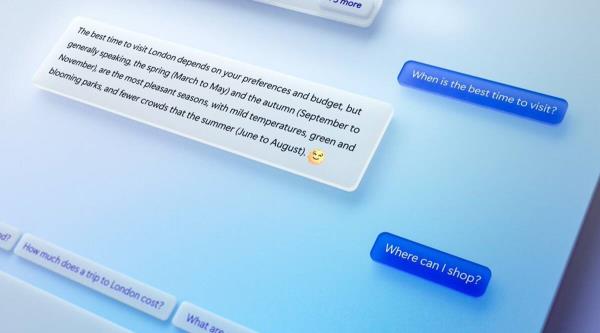 3 more
The best time to visit London depends on your preferences and budget, but
generally speaking, the spring (March to May) and the autumn (September to
November), are the most pleasant seasons, with mild temperatures, green and
blooming parks, and fewer crowds that the summer (June to August). 😏
When is the best time to visit?
Where can I shop?
How much does a trip to London cost?
What are